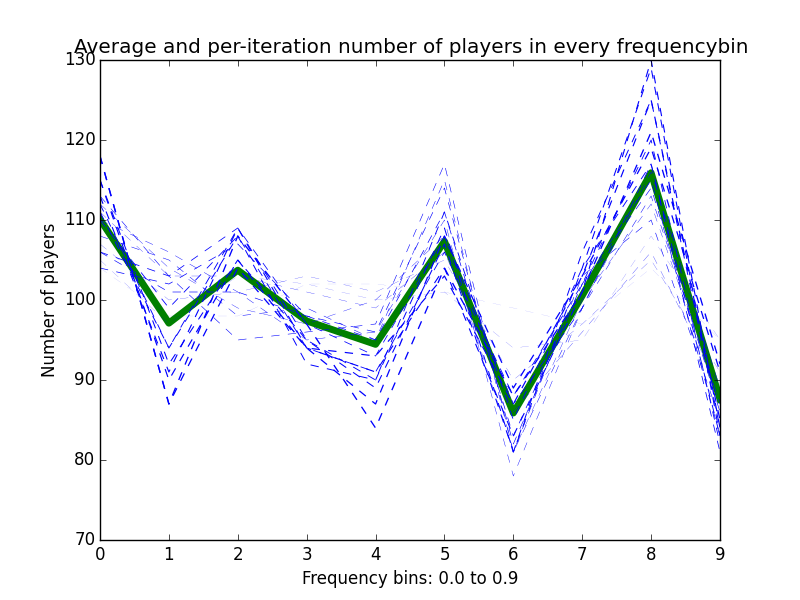 Average and per-iteration number of players in every frequencybin
130
120
110
100
90
80
70
Number of players
0 1 2 3 4 5 6 7 8 9
Frequency bins: 0.0 to 0.9